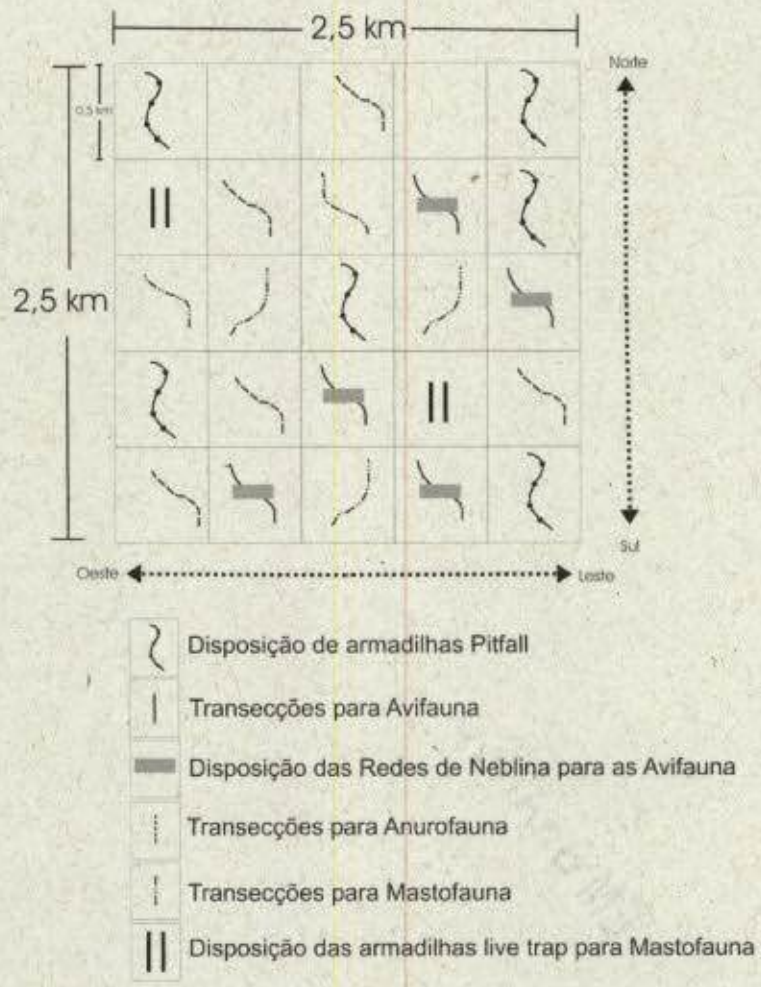 2,5 km
Norte
0,5 km
2,5 km
Sul
Oeste
Leste
Disposição de armadilhas Pitfall
Transecções para Avifauna
Disposição das Redes de Neblina para as Avifauna
Transecções para Anurofauna
Transecções para Mastofauna
Disposição das armadilhas live trap para Mastofauna